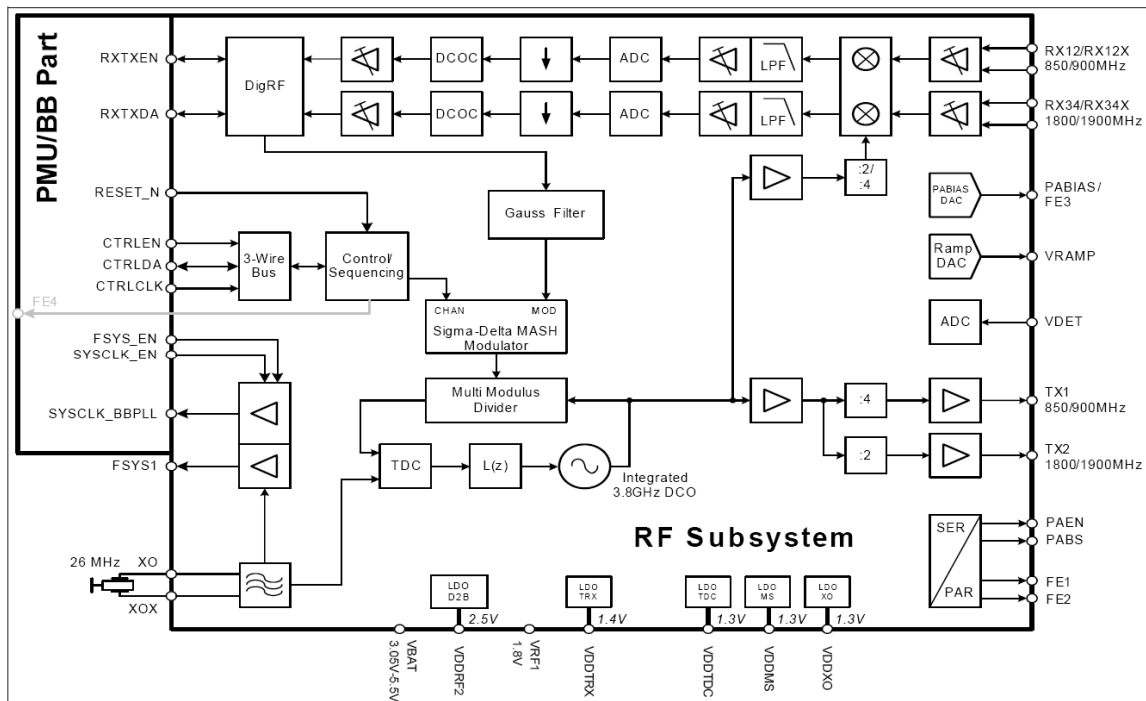 PMU/BB Part
RXTXEN
RXTXDA
DigRF
DCOC
ADC
LPF
RX12/RX12X
850/900MHz
DCOC
ADC
LPF
RX34/RX34X
1800/1900MHz
:2/
:4
RESET_N
Gauss Filter
PABIAS
DAC
PABIAS/
FE3
CTRLEN
CTRLDA
CTRLCLK
3-Wire
Bus
Control/
Sequencing
Ramp
DAC
VRAMP
FE4
CHAN
MOD
Sigma-Delta MASH
Modulator
ADC
VDET
FSYS_EN
SYSCLK_EN
SYSCLK_BBPLL
FSYS1
Multi Modulus
Divider
:4
TX1
850/900MHz
TDC
L(z)
Integrated
3.8GHz DCO
:2
TX2
1800/1900MHz
RF Subsystem
SER
PAR
PAEN
PABS
FE1
FE2
26 MHz
XO
XOX
LDO
D2B
2.5V
LDO
TRX
1.4V
LDO
TDC
1.3V
LDO
MS
1.3V
LDO
XO
1.3V
VBAT
3.05V-5.5V
VDDRF2
VRF1
1.8V
VDDTRX
VDDTDC
VDDMS
VDDXO